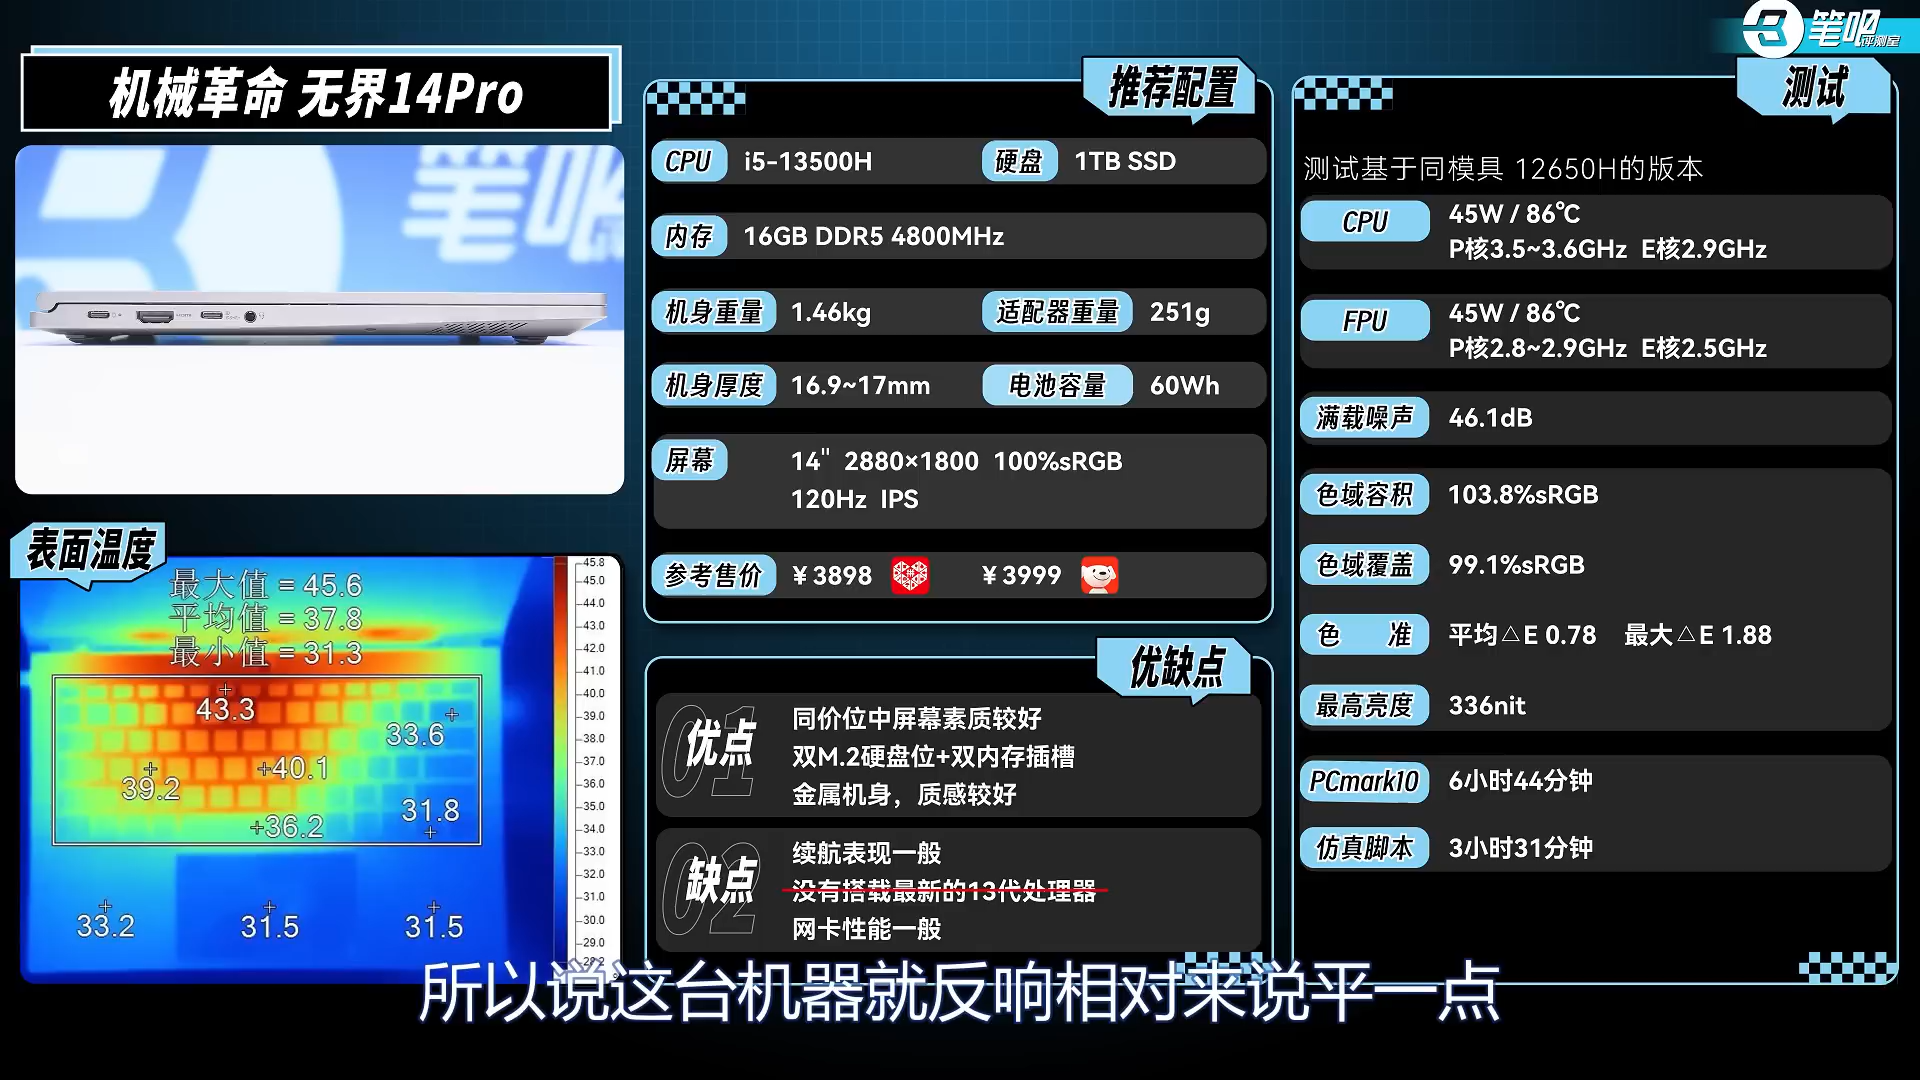 笔吧评测室
机械革命 无界14Pro
笔吧
推荐配置
CPU i5-13500H 硬盘 1TB SSD
内存 16GB DDR5 4800MHz
机身重量 1.46kg 适配器重量 251g
机身厚度 16.9~17mm 电池容量 60Wh
屏幕 14" 2880×1800 100%sRGB
120Hz IPS
参考售价 ¥3898 ¥3999
测试
测试基于同模具 12650H的版本
CPU 45W / 86℃
P核3.5~3.6GHz E核2.9GHz
FPU 45W / 86℃
P核2.8~2.9GHz E核2.5GHz
满载噪声 46.1dB
色域容积 103.8%sRGB
色域覆盖 99.1%sRGB
色 准 平均△E 0.78 最大△E 1.88
最高亮度 336nit
PCmark10 6小时44分钟
仿真脚本 3小时31分钟
表面温度
最大值 = 45.6
平均值 = 37.8
最小值 = 31.3
43.3
33.6
40.1
39.2
31.8
36.2
33.2
31.5
31.5
45.8
45.0
44.0
43.0
42.0
41.0
40.0
39.0
38.0
37.0
36.0
35.0
34.0
33.0
32.0
31.0
30.0
29.0
优缺点
01
优点
同价位中屏幕素质较好
双M.2硬盘位+双内存插槽
金属机身，质感较好
02
缺点
续航表现一般
没有搭载最新的13代处理器
网卡性能一般
所以说这台机器就反响相对来说平一点